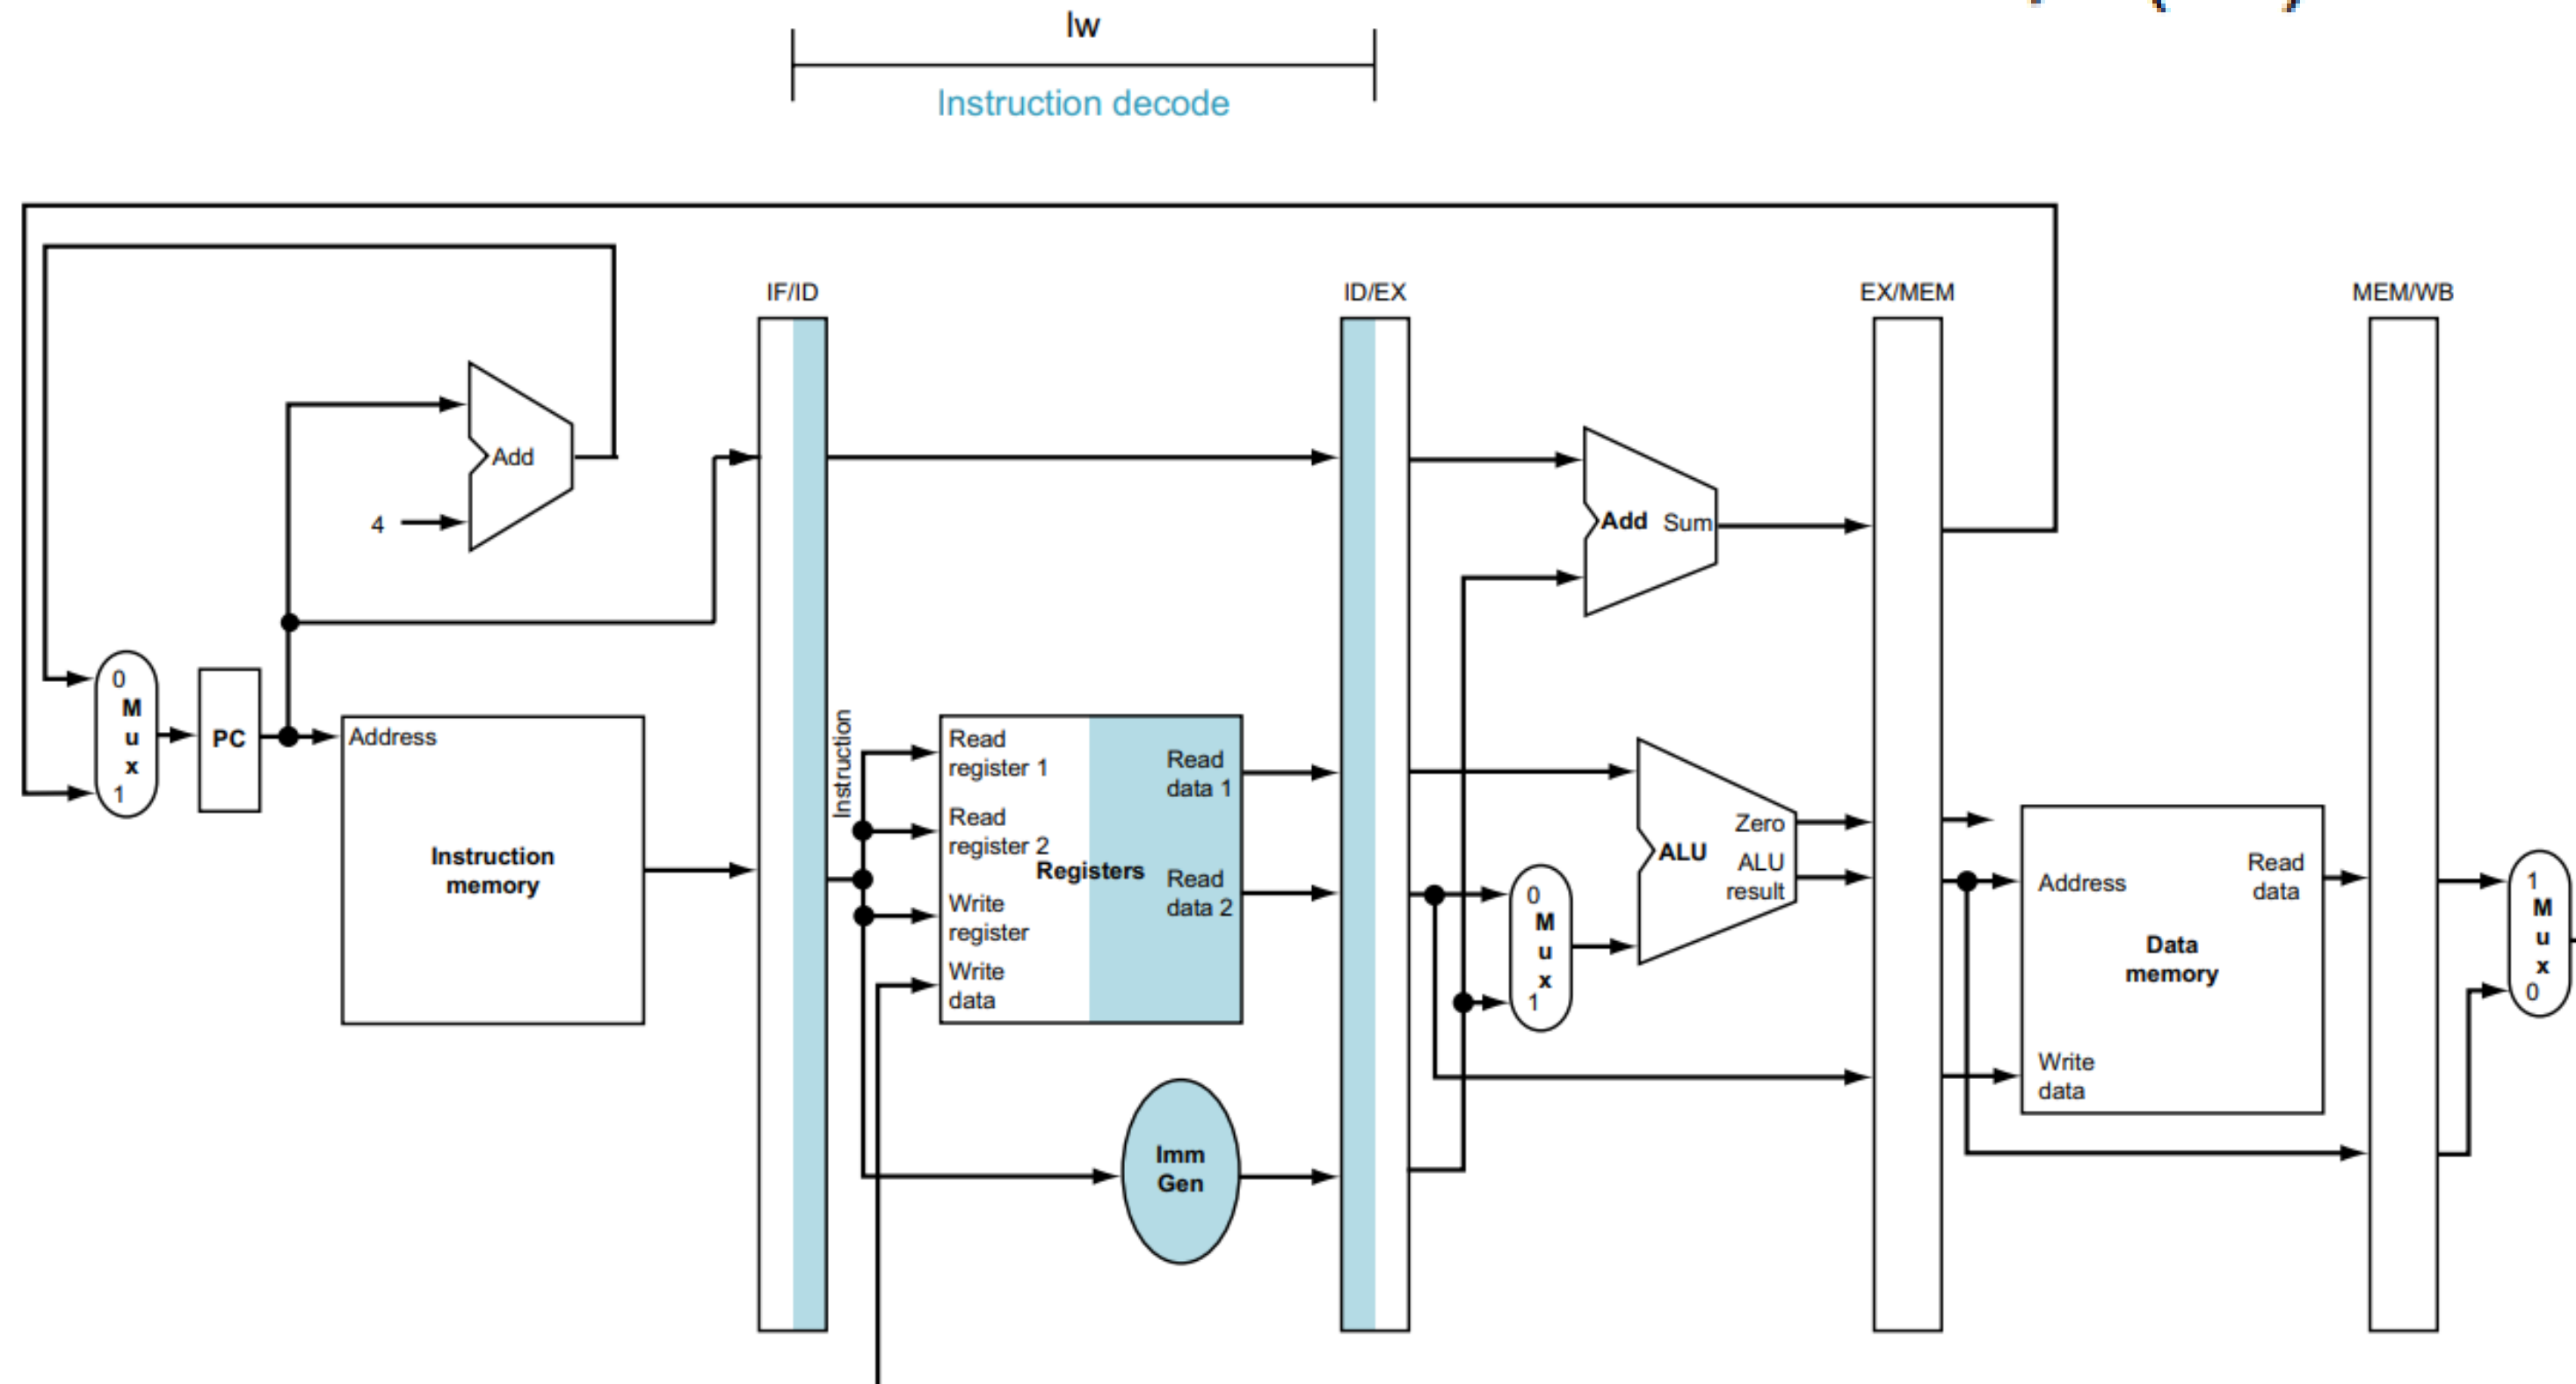 lw
Instruction decode
IF/ID
ID/EX
EX/MEM
MEM/WB
Add
4
Add Sum
0
M
u
x
1
PC
Address
Instruction
memory
Instruction
Read
register 1
Read
register 2
Write
register
Write
data
Registers
Read
data 1
Read
data 2
Imm
Gen
0
M
u
x
1
ALU
Zero
ALU
result
Address
Read
data
Data
memory
Write
data
1
M
u
x
0